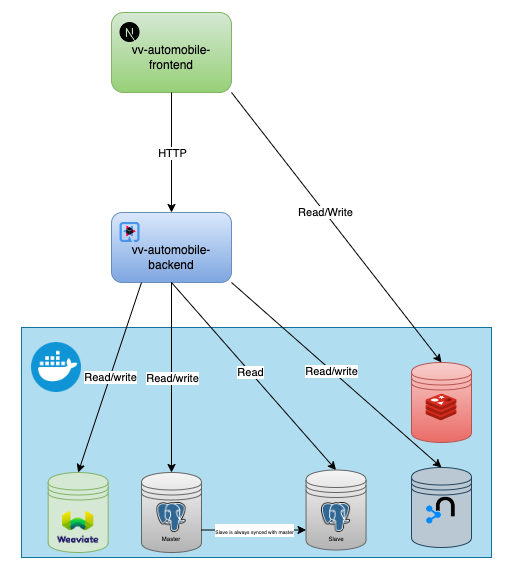 N
vv-automobile-
frontend
HTTP
Read/Write
vv-automobile-
backend
Read/write
Read/write
Read
Read/write
Weaviate
Master
Slave is always synced with master
Slave